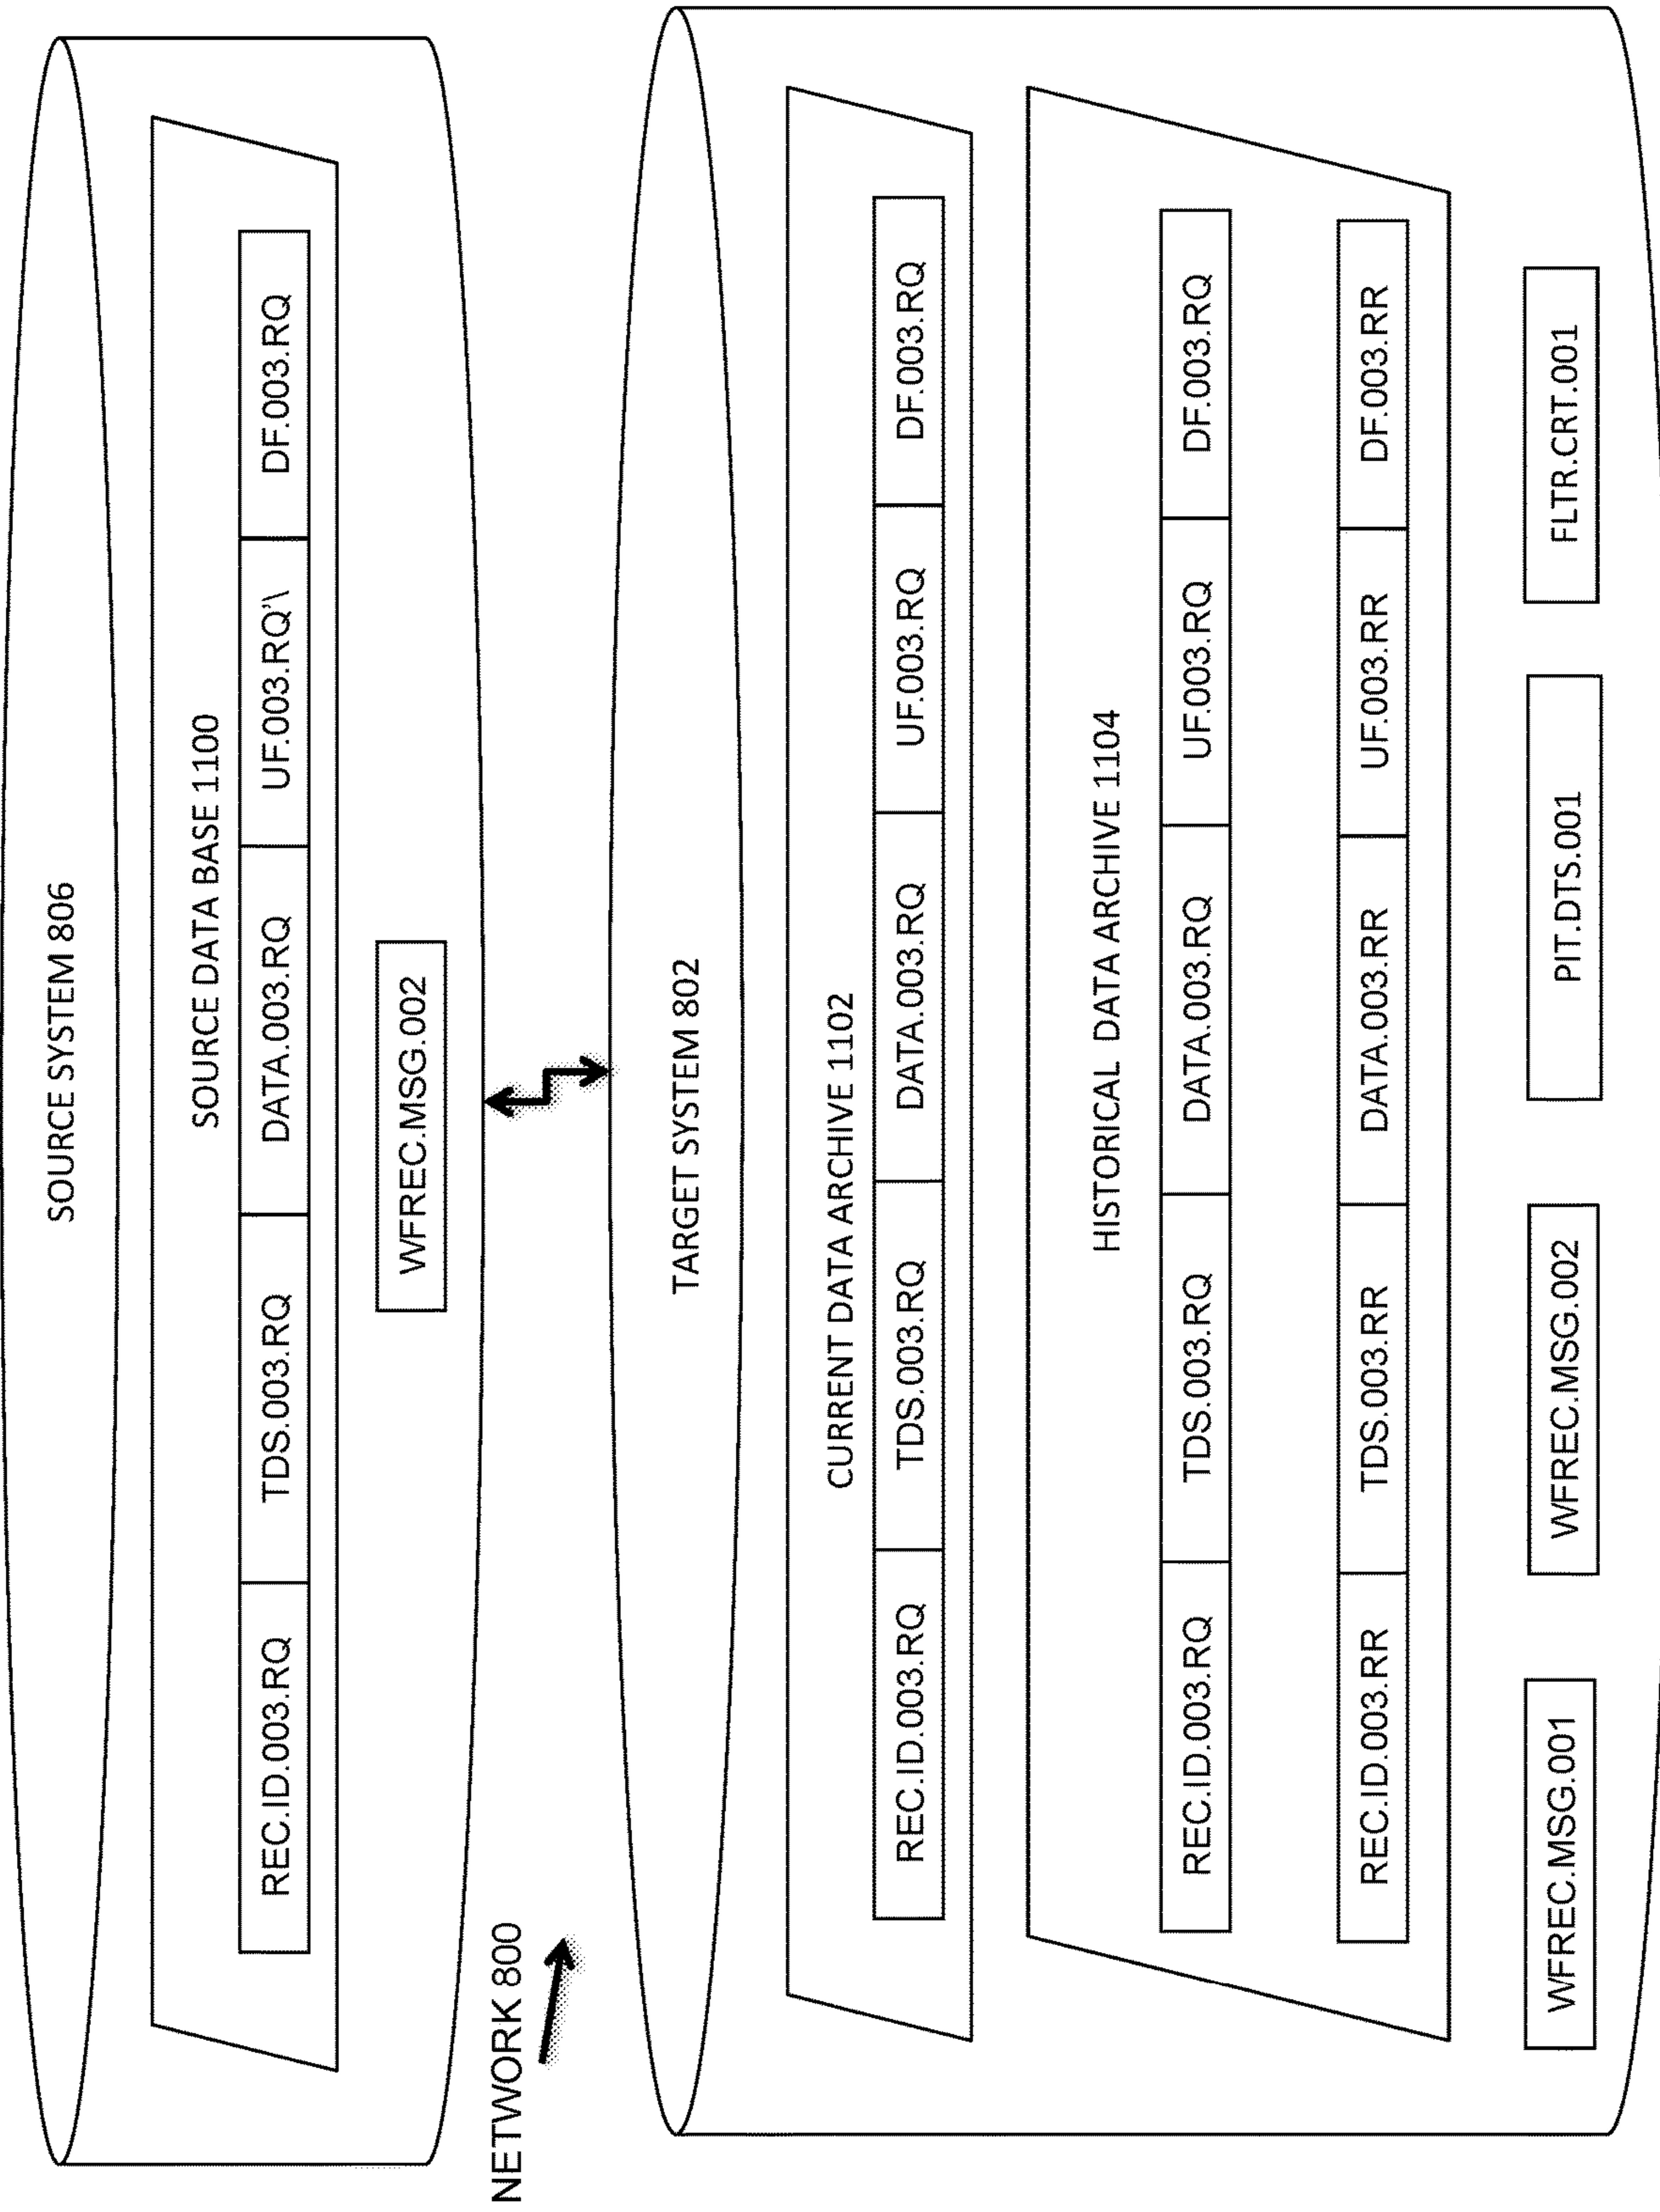 SOURCE SYSTEM 806
SOURCE DATA BASE 1100
REC.ID.003.RQ TDS.003.RQ DATA.003.RQ UF.003.RQ'\ DF.003.RQ
WFREC.MSG.002
NETWORK 800
TARGET SYSTEM 802
CURRENT DATA ARCHIVE 1102
REC.ID.003.RQ TDS.003.RQ DATA.003.RQ UF.003.RQ DF.003.RQ
HISTORICAL DATA ARCHIVE 1104
REC.ID.003.RQ TDS.003.RQ DATA.003.RQ UF.003.RQ DF.003.RQ
REC.ID.003.RR TDS.003.RR DATA.003.RR UF.003.RR DF.003.RR
WFREC.MSG.001 WFREC.MSG.002 PIT.DTS.001 FLTR.CRT.001